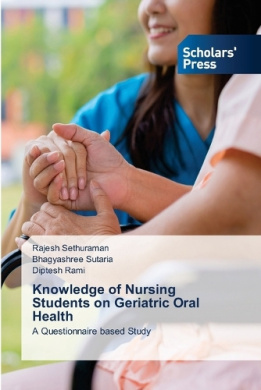 Scholars'
Press
Rajesh Sethuraman
Bhagyashree Sutaria
Diptesh Rami
Knowledge of Nursing
Students on Geriatric Oral
Health
A Questionnaire based Study